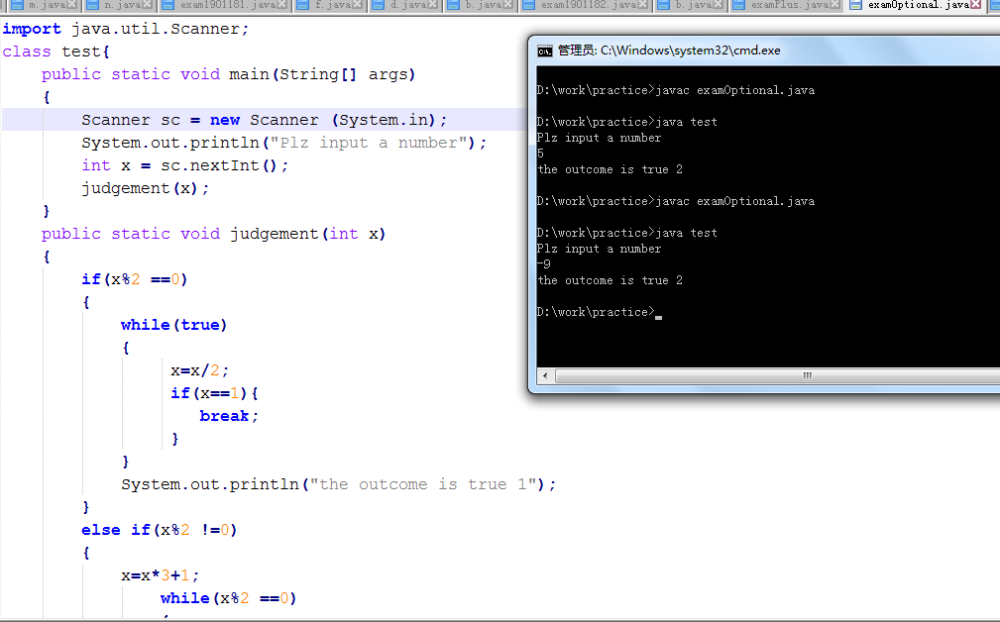 m.java n.java exam1901181.java f.java d.java b.java exam1901182.java b.java examPlus.java examOptional.java
import java.util.Scanner;
class test{
public static void main(String[] args)
{
Scanner sc = new Scanner (System.in);
System.out.println("Plz input a number");
int x = sc.nextInt();
judgement(x);
}
public static void judgement(int x)
{
if(x%2 ==0)
{
while(true)
{
x=x/2;
if(x==1){
break;
}
}
System.out.println("the outcome is true 1");
}
else if(x%2 !=0)
{
x=x*3+1;
while(x%2 ==0)
管理员: C:\Windows\system32\cmd.exe
D:\work\practice>javac examOptional.java
D:\work\practice>java test
Plz input a number
5
the outcome is true 2
D:\work\practice>javac examOptional.java
D:\work\practice>java test
Plz input a number
-9
the outcome is true 2
D:\work\practice>